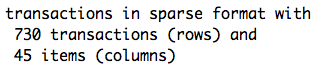 transactions in sparse format with
730 transactions (rows) and
45 items (columns)